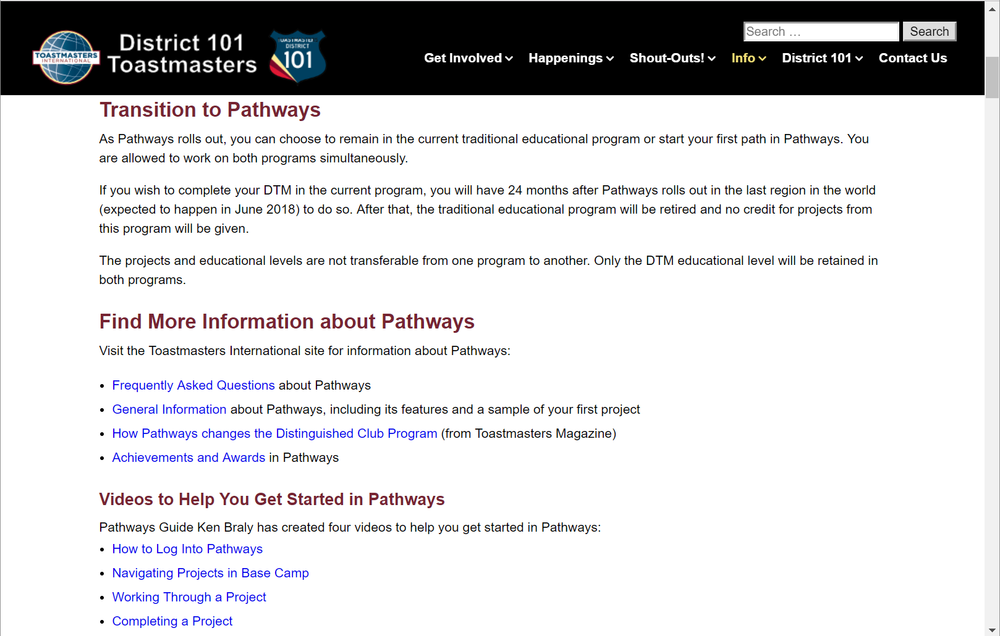 TOASTMASTERS
INTERNATIONAL
District 101
Toastmasters
TOASTMASTERS
DISTRICT
101
Search …
Search
Get Involved
Happenings
Shout-Outs!
Info
District 101
Contact Us
Transition to Pathways
As Pathways rolls out, you can choose to remain in the current traditional educational program or start your first path in Pathways. You
are allowed to work on both programs simultaneously.
If you wish to complete your DTM in the current program, you will have 24 months after Pathways rolls out in the last region in the world
(expected to happen in June 2018) to do so. After that, the traditional educational program will be retired and no credit for projects from
this program will be given.
The projects and educational levels are not transferable from one program to another. Only the DTM educational level will be retained in
both programs.
Find More Information about Pathways
Visit the Toastmasters International site for information about Pathways:
• Frequently Asked Questions about Pathways
• General Information about Pathways, including its features and a sample of your first project
• How Pathways changes the Distinguished Club Program (from Toastmasters Magazine)
• Achievements and Awards in Pathways
Videos to Help You Get Started in Pathways
Pathways Guide Ken Braly has created four videos to help you get started in Pathways:
• How to Log Into Pathways
• Navigating Projects in Base Camp
• Working Through a Project
• Completing a Project